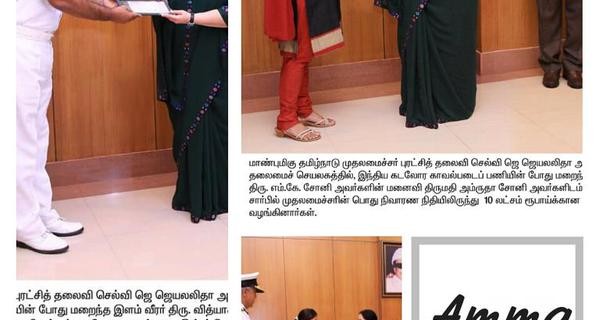 மாண்புமிகு தமிழ்நாடு முதலமைச்சர் புரட்சித் தலைவி செல்வி ஜெ ஜெயலலிதா அ
தலைமைச் செயலகத்தில், இந்திய கடலோர காவல்படைப் பணியின் போது மறைந்
திரு. எம்.கே. சோனி அவர்களின் மனைவி திருமதி அம்ருதா சோனி அவர்களிடம்
சார்பில் முதலமைச்சரின் பொது நிவாரண நிதியிலிருந்து 10 லட்சம் ரூபாய்க்கான
வழங்கினார்கள்.
புரட்சித் தலைவி செல்வி ஜெ ஜெயலலிதா அ
யின் போது மறைந்த இளம் வீரர் திரு. வித்யா
Amma